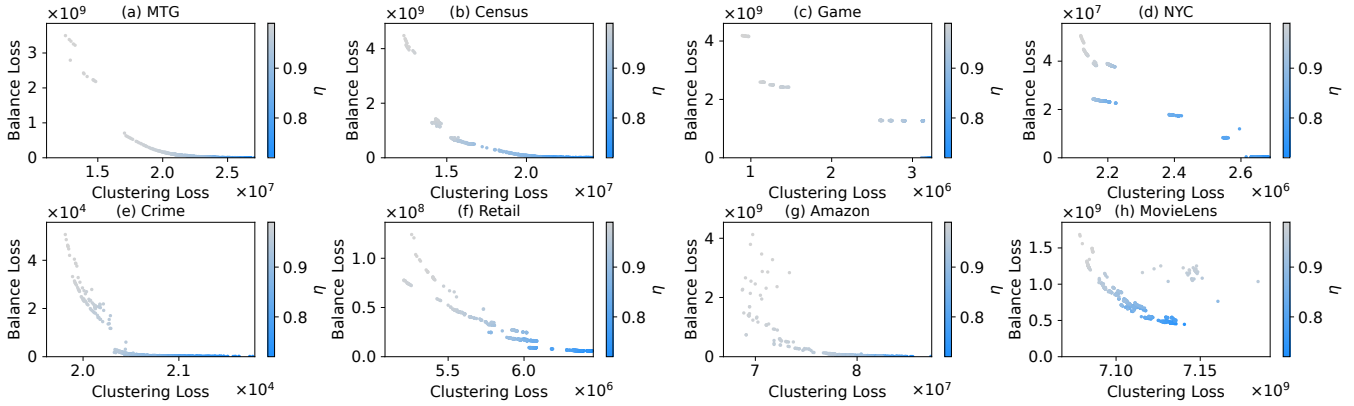 (a) MTG
×10⁹
Balance Loss
3
2
1
0
1.5
2.0
2.5
Clustering Loss
×10⁷
0.9
0.8
η
(b) Census
×10⁹
Balance Loss
4
2
0
1.5
2.0
Clustering Loss
×10⁷
0.9
0.8
η
(c) Game
×10⁹
Balance Loss
4
2
0
1
2
3
Clustering Loss
×10⁶
0.9
0.8
η
(d) NYC
×10⁷
Balance Loss
4
2
0
2.2
2.4
2.6
Clustering Loss
×10⁶
0.9
0.8
η
(e) Crime
×10⁴
Balance Loss
4
2
0
2.0
2.1
Clustering Loss
×10⁴
0.9
0.8
η
(f) Retail
×10⁸
Balance Loss
1.0
0.5
0.0
5.5
6.0
Clustering Loss
×10⁶
0.9
0.8
η
(g) Amazon
×10⁹
Balance Loss
4
2
0
7
8
Clustering Loss
×10⁷
0.9
0.8
η
(h) MovieLens
×10⁹
Balance Loss
1.5
1.0
0.5
0.0
7.10
7.15
Clustering Loss
×10⁹
0.9
0.8
η